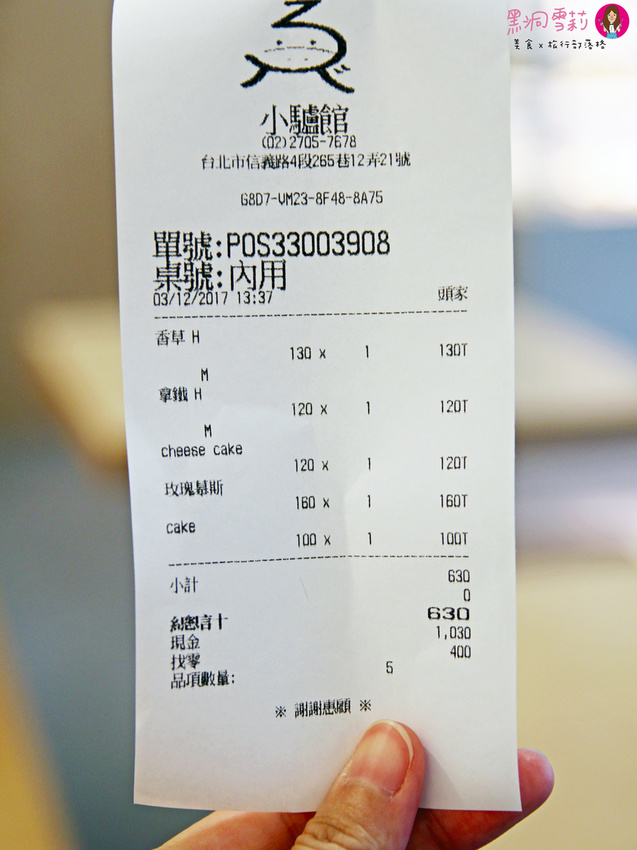 黑洞雪莉
美食 x 旅行部落格
小驢館
(02)2705-7678
台北市信義路4段265巷12弄21號
G8D7-VM23-8F48-8A75
單號:POS33003908
桌號:內用
03/12/2017 13:37 頭家
香草 H
130 x 1 130T
M
拿鐵 H
120 x 1 120T
M
cheese cake
120 x 1 120T
玫瑰慕斯
160 x 1 160T
cake
100 x 1 100T
小計 630
0
總計 630
現金 1,030
找零 400
品項數量: 5
※ 謝謝惠顧 ※